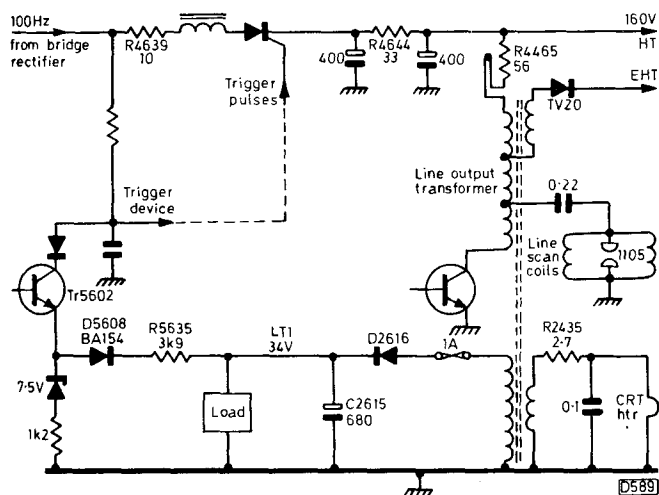 100Hz
from bridge
rectifier
R4639
10
400
R4644
33
400
R4465
56
160V
HT
EHT
TV20
Trigger
pulses
Trigger
device
Line output
transformer
0·22
Line
scan
coils
1105
Tr5602
D5608
BA154
R5635
3k9
LT1
34V
D2616
1A
R2435
2·7
7·5V
1k2
Load
C2615
680
0·1
CRT
htr
D589